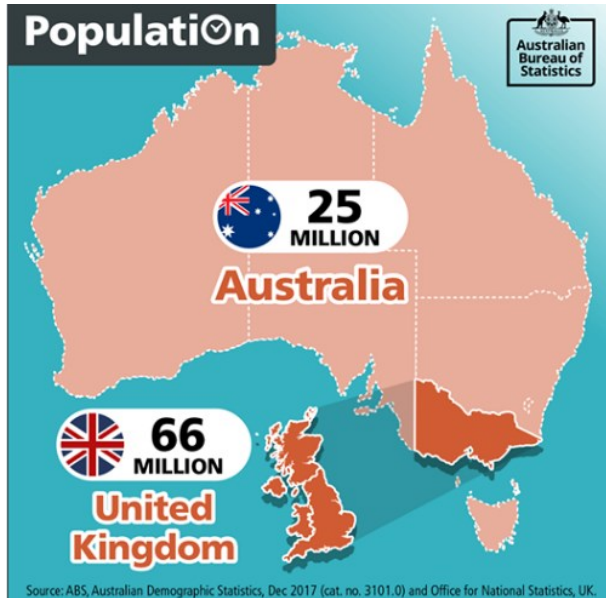 Population
Australian
Bureau of
Statistics
25
MILLION
Australia
66
MILLION
United
Kingdom
Source: ABS, Australian Demographic Statistics, Dec 2017 (cat. no. 3101.0) and Office for National Statistics, UK.